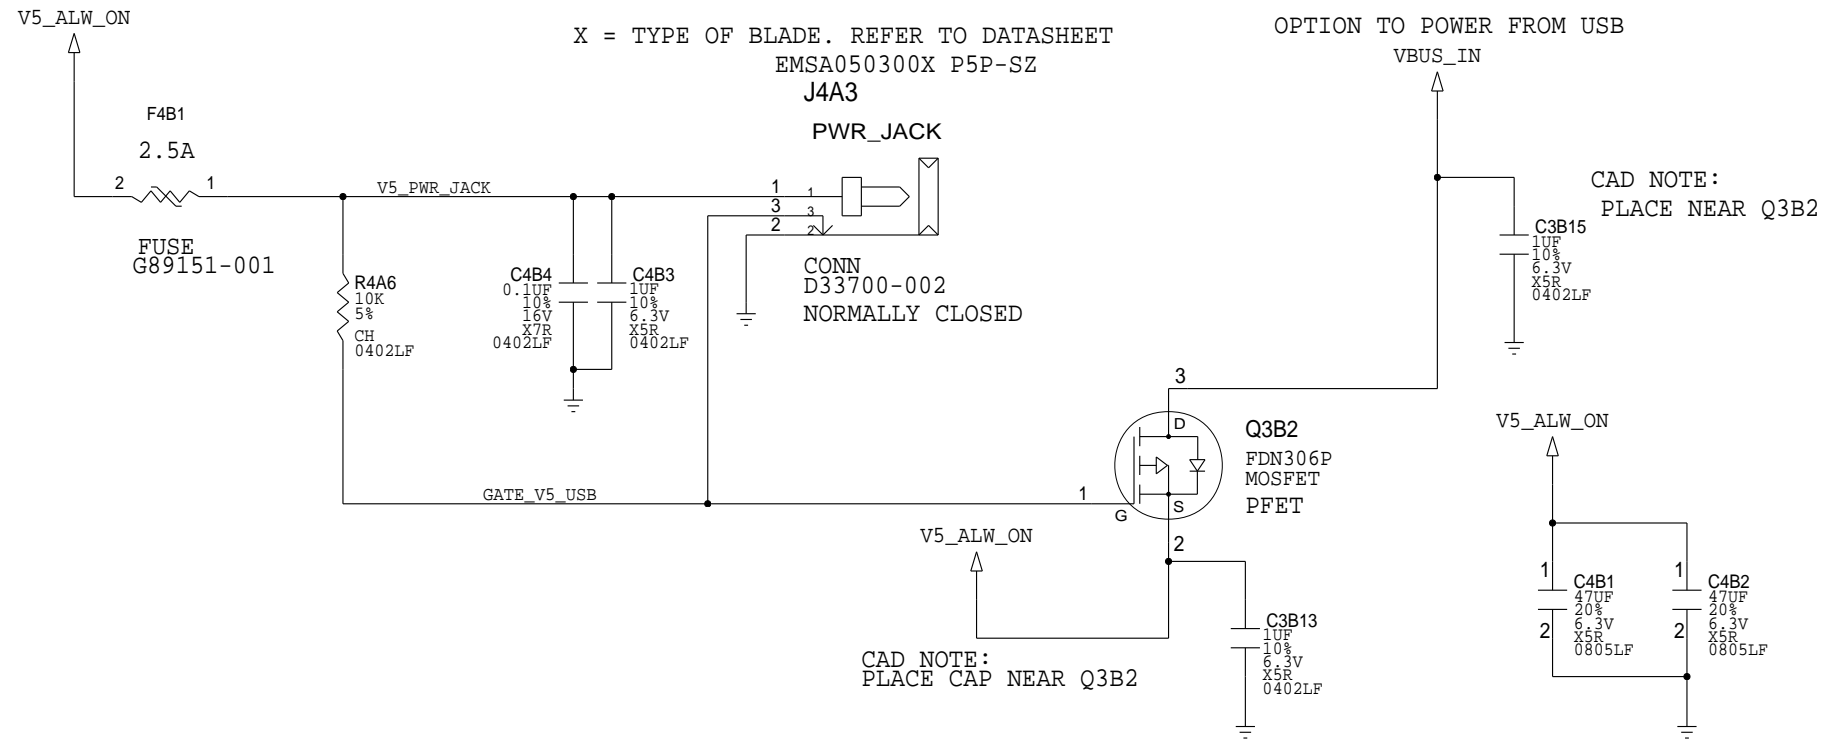 V5_ALW_ON
X = TYPE OF BLADE. REFER TO DATASHEET
EMSA050300X P5P-SZ
J4A3
PWR_JACK
OPTION TO POWER FROM USB
VBUS_IN
F4B1
2.5A
2
1
FUSE
G89151-001
V5_PWR_JACK
1
3
2
1
3
2
CONN
D33700-002
NORMALLY CLOSED
R4A6
10K
5%
CH
0402LF
C4B4
0.1UF
10%
16V
X7R
0402LF
C4B3
1UF
10%
6.3V
X5R
0402LF
CAD NOTE:
PLACE NEAR Q3B2
C3B15
1UF
10%
6.3V
X5R
0402LF
GATE_V5_USB
1
G
3
D
S
2
Q3B2
FDN306P
MOSFET
PFET
V5_ALW_ON
CAD NOTE:
PLACE CAP NEAR Q3B2
C3B13
1UF
10%
6.3V
X5R
0402LF
V5_ALW_ON
1
2
C4B1
47UF
20%
6.3V
X5R
0805LF
1
2
C4B2
47UF
20%
6.3V
X5R
0805LF